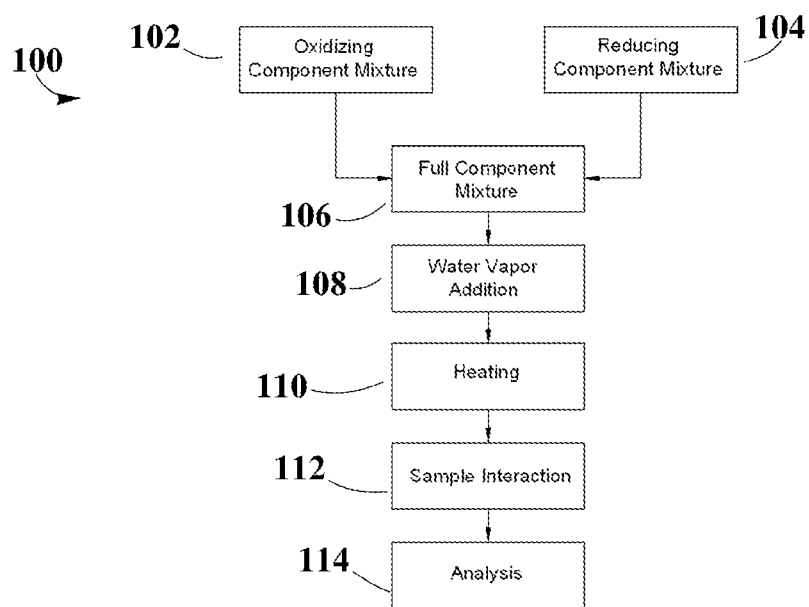 102
Oxidizing
Component Mixture
Reducing
Component Mixture
104
100
Full Component
Mixture
106
Water Vapor
Addition
108
Heating
110
Sample Interaction
112
Analysis
114